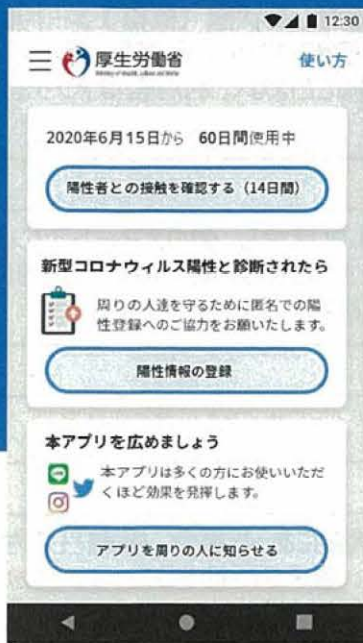 12:30
厚生労働省
使い方
2020年6月15日から 60日間使用中
陽性者との接触を確認する（14日間）
新型コロナウィルス陽性と診断されたら
周りの人達を守るために匿名での陽
性登録へのご協力をお願いたします。
陽性情報の登録
本アプリを広めましょう
本アプリは多くの方にお使いいただ
くほど効果を発揮します。
アプリを周りの人に知らせる